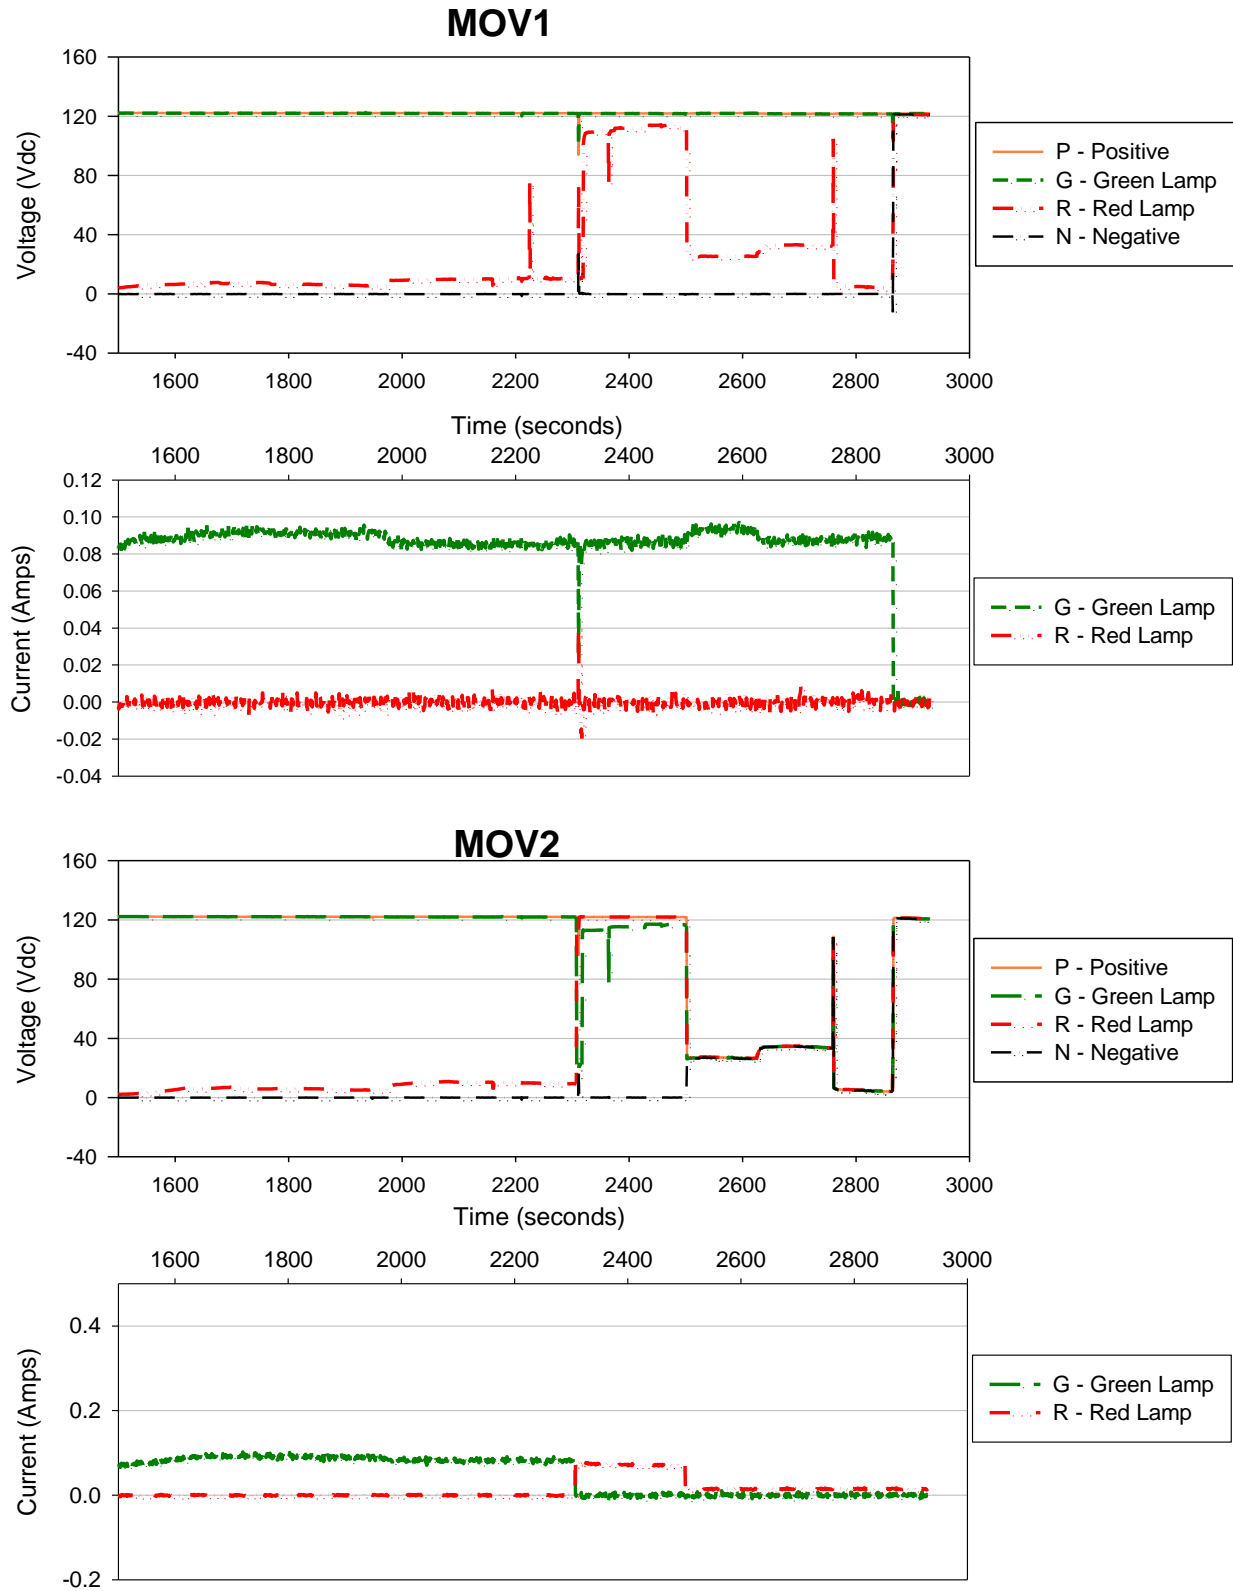 MOV1
160
120
80
40
0
-40
Voltage (Vdc)
1600 1800 2000 2200 2400 2600 2800 3000
Time (seconds)
P - Positive
G - Green Lamp
R - Red Lamp
N - Negative
1600 1800 2000 2200 2400 2600 2800 3000
0.12
0.10
0.08
0.06
0.04
0.02
0.00
-0.02
-0.04
Current (Amps)
G - Green Lamp
R - Red Lamp
MOV2
160
120
80
40
0
-40
Voltage (Vdc)
1600 1800 2000 2200 2400 2600 2800 3000
Time (seconds)
P - Positive
G - Green Lamp
R - Red Lamp
N - Negative
1600 1800 2000 2200 2400 2600 2800 3000
0.4
0.2
0.0
-0.2
Current (Amps)
G - Green Lamp
R - Red Lamp